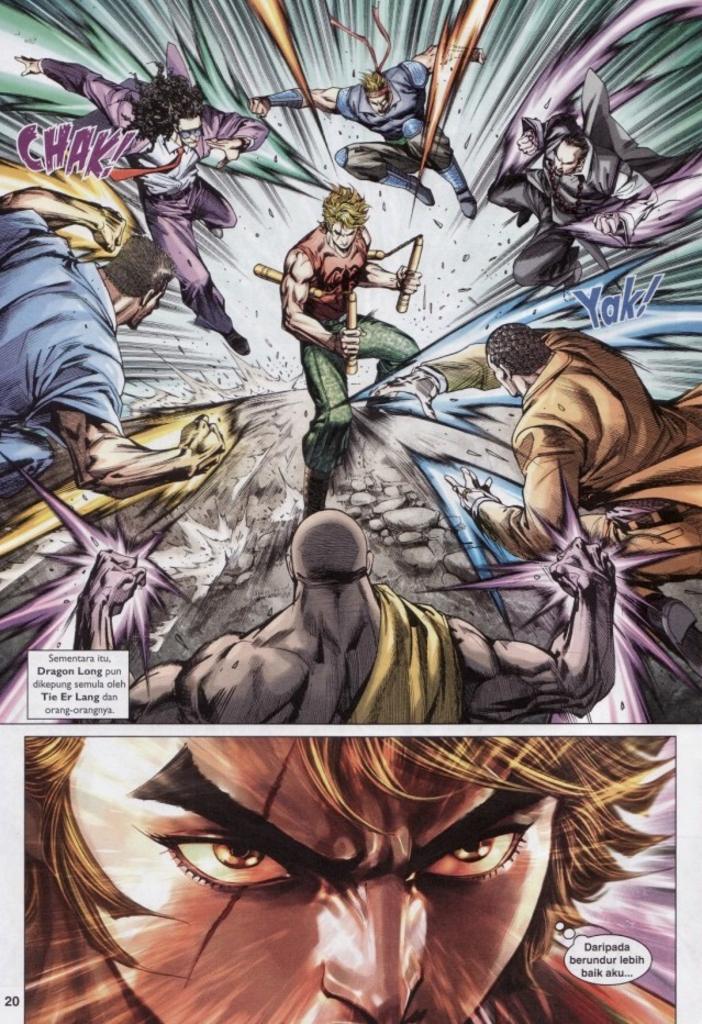 CHAK!
Yak!
Sementara itu,
Dragon Long pun
dikepung semula oleh
Tie Er Lang dan
orang-orangnya.
Daripada
berundur lebih
baik aku...
20